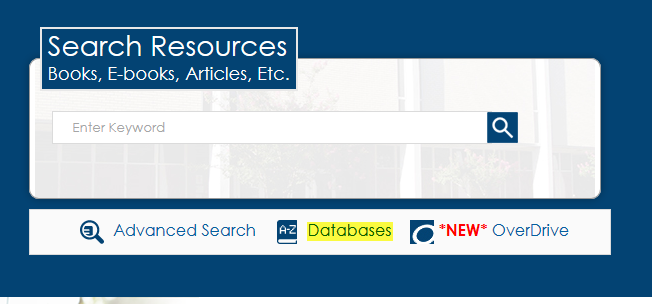 Search Resources
Books, E-books, Articles, Etc.
Enter Keyword
Advanced Search A-Z Databases *NEW* OverDrive